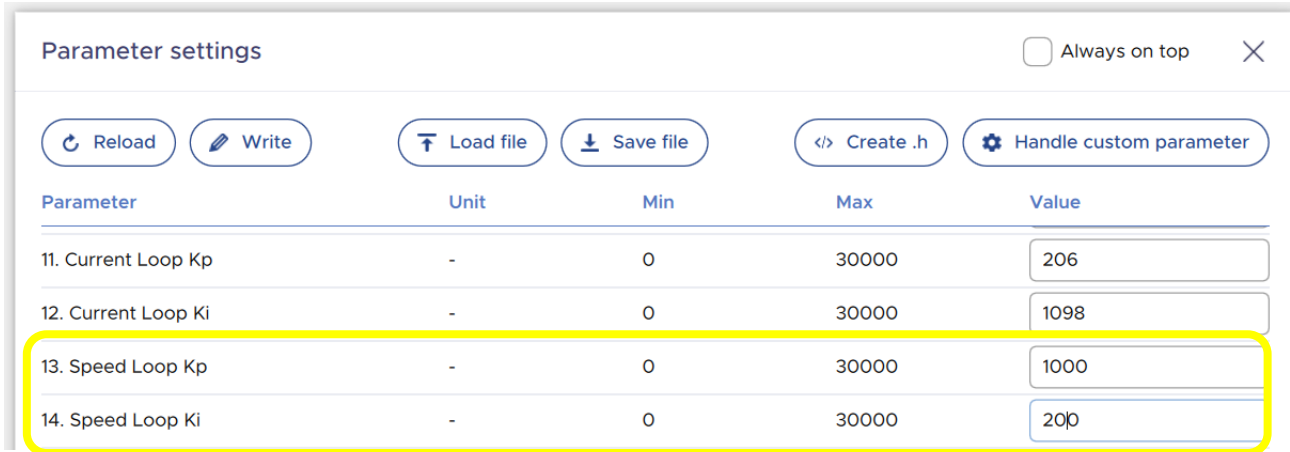 Parameter settings Always on top
Reload Write Load file Save file </> Create .h Handle custom parameter
Parameter Unit Min Max Value
11. Current Loop Kp - 0 30000 206
12. Current Loop Ki - 0 30000 1098
13. Speed Loop Kp - 0 30000 1000
14. Speed Loop Ki - 0 30000 200